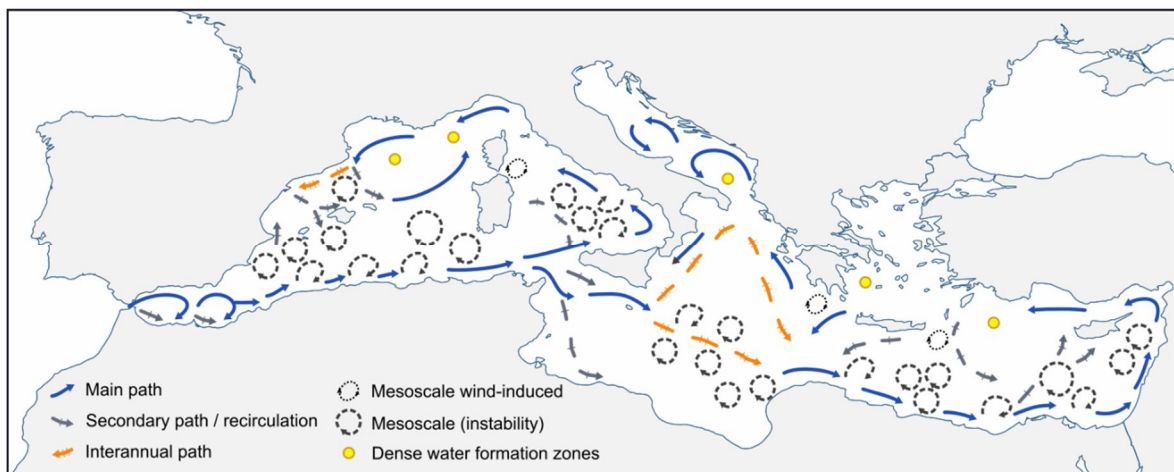 Main path
Secondary path / recirculation
Interannual path
Mesoscale wind-induced
Mesoscale (instability)
Dense water formation zones